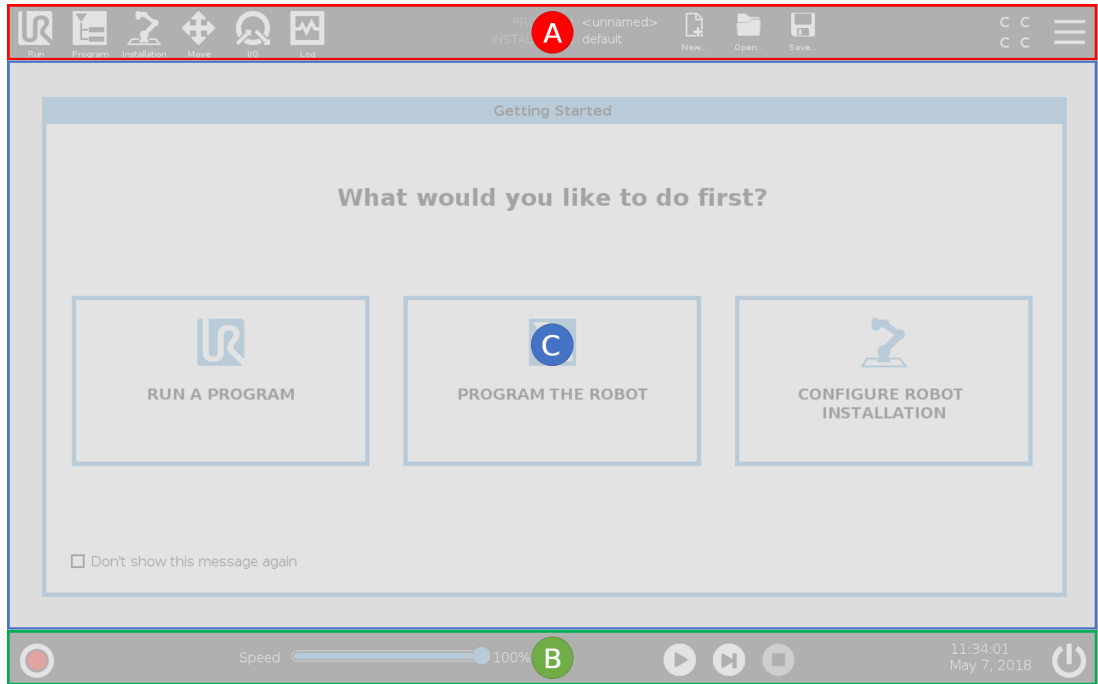 PRO <unnamed>
INSTAL default
A
Run Program Installation Move I/O Log
New... Open... Save...
C C
C C
Getting Started
What would you like to do first?
C
RUN A PROGRAM
PROGRAM THE ROBOT
CONFIGURE ROBOT
INSTALLATION
Don't show this message again
Speed 100%
B
11:34:01
May 7, 2018